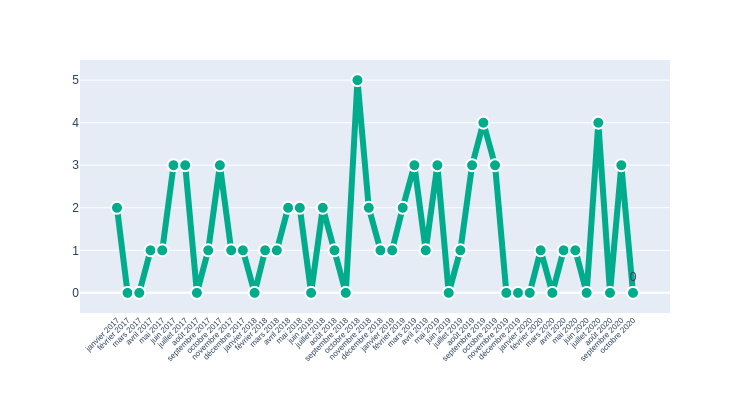 5
4
3
2
1
0
0
janvier 2017
février 2017
mars 2017
avril 2017
mai 2017
juin 2017
juillet 2017
août 2017
septembre 2017
octobre 2017
novembre 2017
décembre 2017
janvier 2018
février 2018
mars 2018
avril 2018
mai 2018
juin 2018
juillet 2018
août 2018
septembre 2018
octobre 2018
novembre 2018
décembre 2018
janvier 2019
février 2019
mars 2019
avril 2019
mai 2019
juin 2019
juillet 2019
août 2019
septembre 2019
octobre 2019
novembre 2019
décembre 2019
janvier 2020
février 2020
mars 2020
avril 2020
mai 2020
juin 2020
juillet 2020
août 2020
septembre 2020
octobre 2020